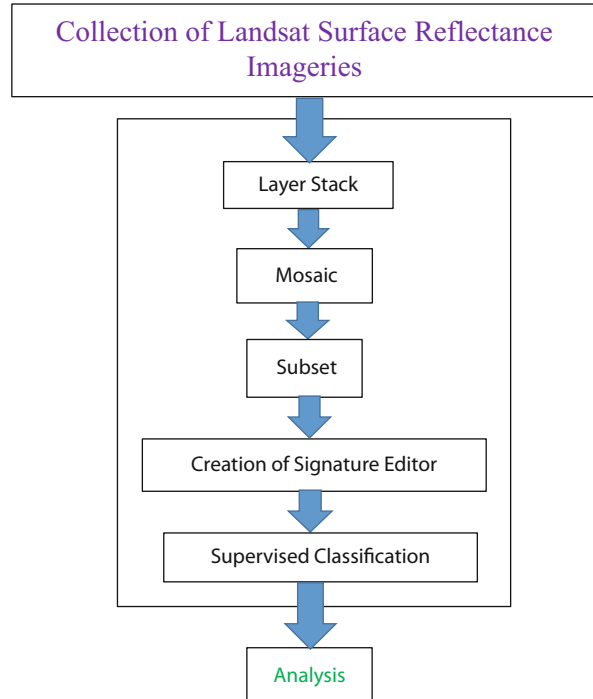 Collection of Landsat Surface Reflectance
Imageries
Layer Stack
Mosaic
Subset
Creation of Signature Editor
Supervised Classification
Analysis